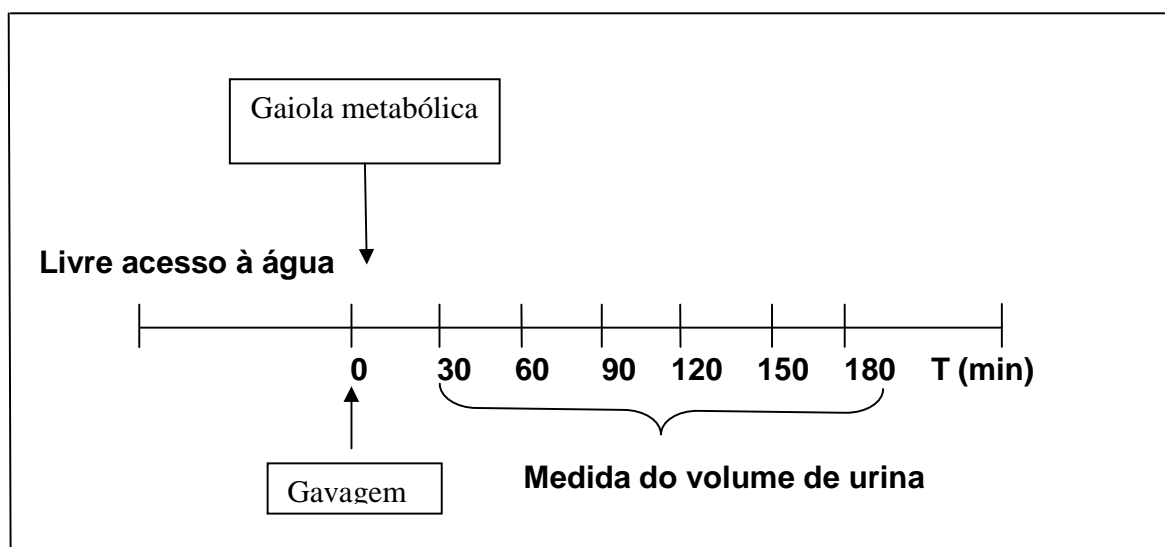 Gaiola metabólica
Livre acesso à água
0 30 60 90 120 150 180 T (min)
Gavagem
Medida do volume de urina